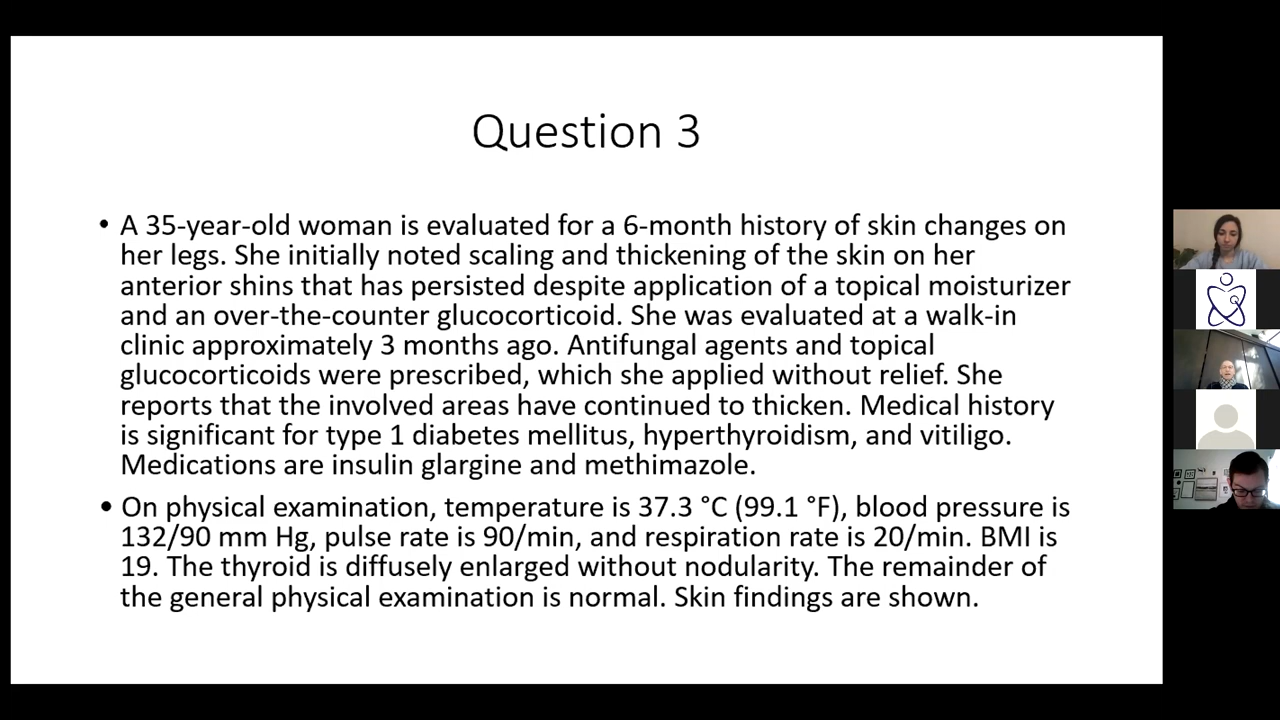 Question 3
• A 35-year-old woman is evaluated for a 6-month history of skin changes on
her legs. She initially noted scaling and thickening of the skin on her
anterior shins that has persisted despite application of a topical moisturizer
and an over-the-counter glucocorticoid. She was evaluated at a walk-in
clinic approximately 3 months ago. Antifungal agents and topical
glucocorticoids were prescribed, which she applied without relief. She
reports that the involved areas have continued to thicken. Medical history
is significant for type 1 diabetes mellitus, hyperthyroidism, and vitiligo.
Medications are insulin glargine and methimazole.
• On physical examination, temperature is 37.3 °C (99.1 °F), blood pressure is
132/90 mm Hg, pulse rate is 90/min, and respiration rate is 20/min. BMI is
19. The thyroid is diffusely enlarged without nodularity. The remainder of
the general physical examination is normal. Skin findings are shown.